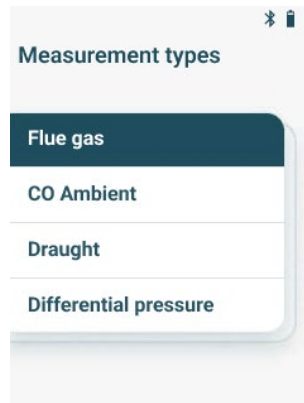 Measurement types
Flue gas
CO Ambient
Draught
Differential pressure